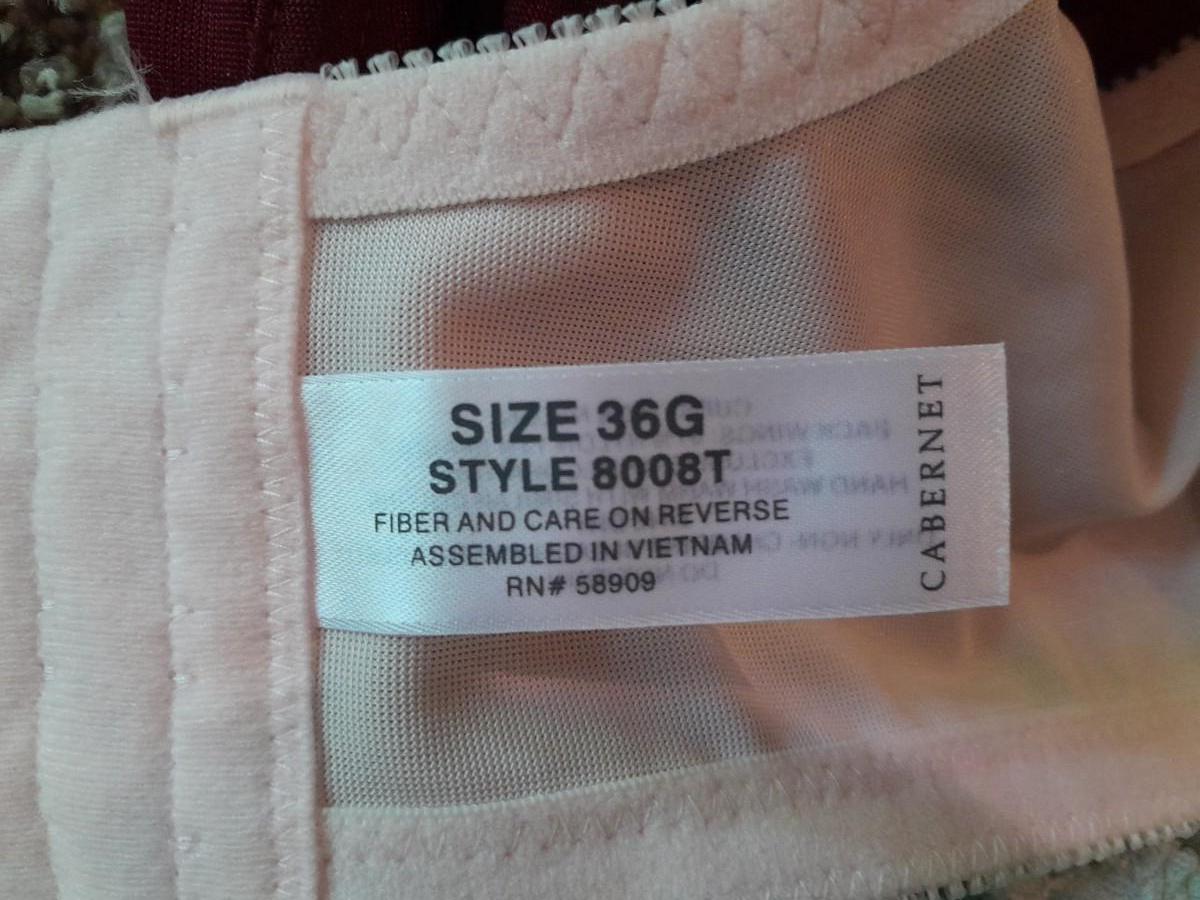 SIZE 36G
STYLE 8008T
FIBER AND CARE ON REVERSE
ASSEMBLED IN VIETNAM
RN# 58909
CABERNET